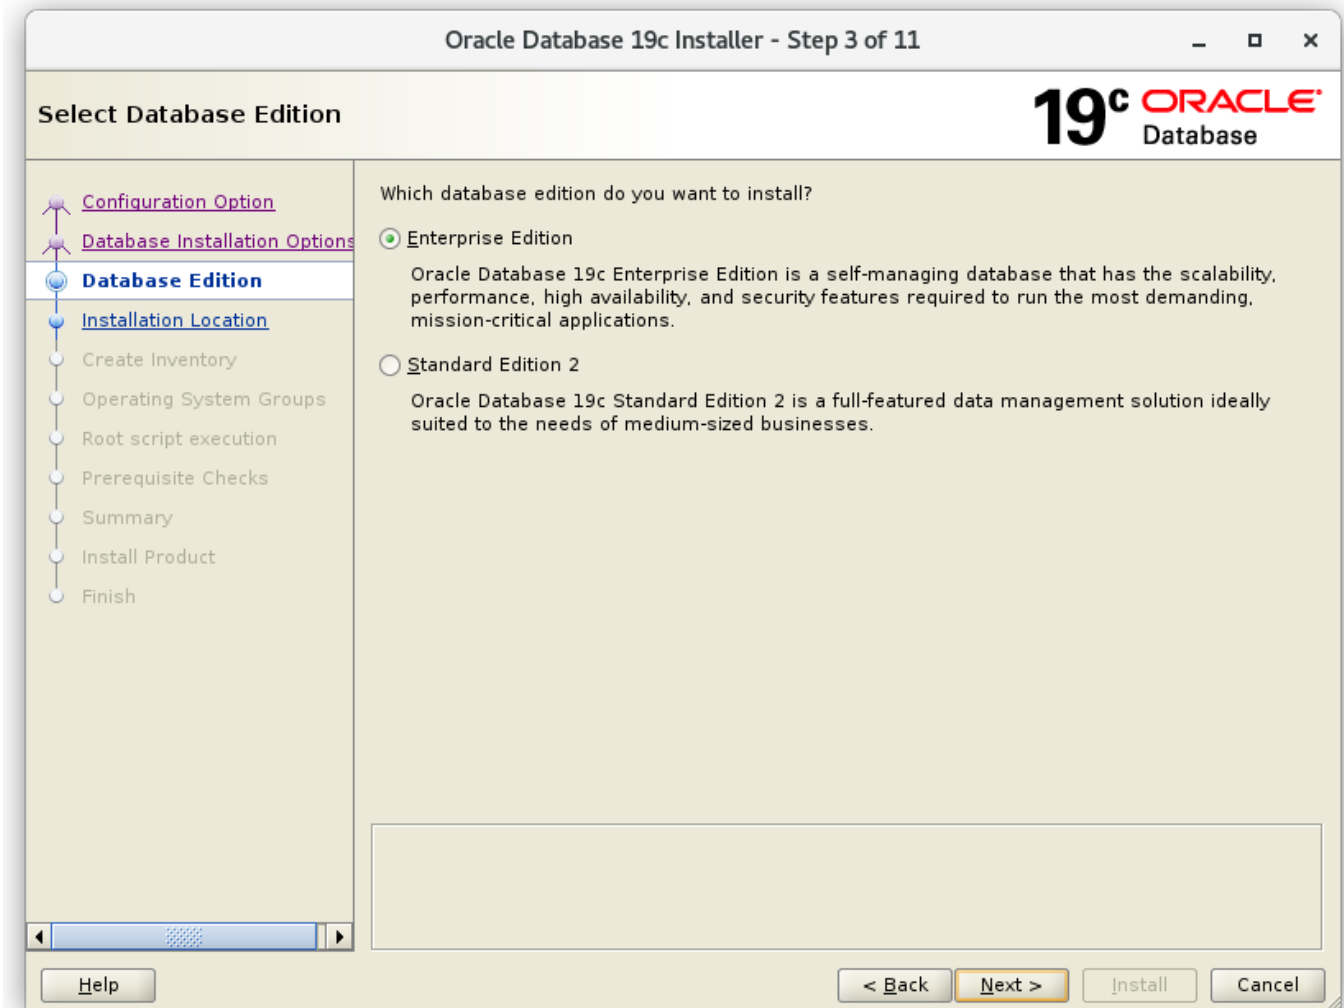 Oracle Database 19c Installer - Step 3 of 11
Select Database Edition
19c ORACLE
Database
Configuration Option
Database Installation Options
Database Edition
Installation Location
Create Inventory
Operating System Groups
Root script execution
Prerequisite Checks
Summary
Install Product
Finish
Which database edition do you want to install?
Enterprise Edition
Oracle Database 19c Enterprise Edition is a self-managing database that has the scalability,
performance, high availability, and security features required to run the most demanding,
mission-critical applications.
Standard Edition 2
Oracle Database 19c Standard Edition 2 is a full-featured data management solution ideally
suited to the needs of medium-sized businesses.
Help
< Back
Next >
Install
Cancel